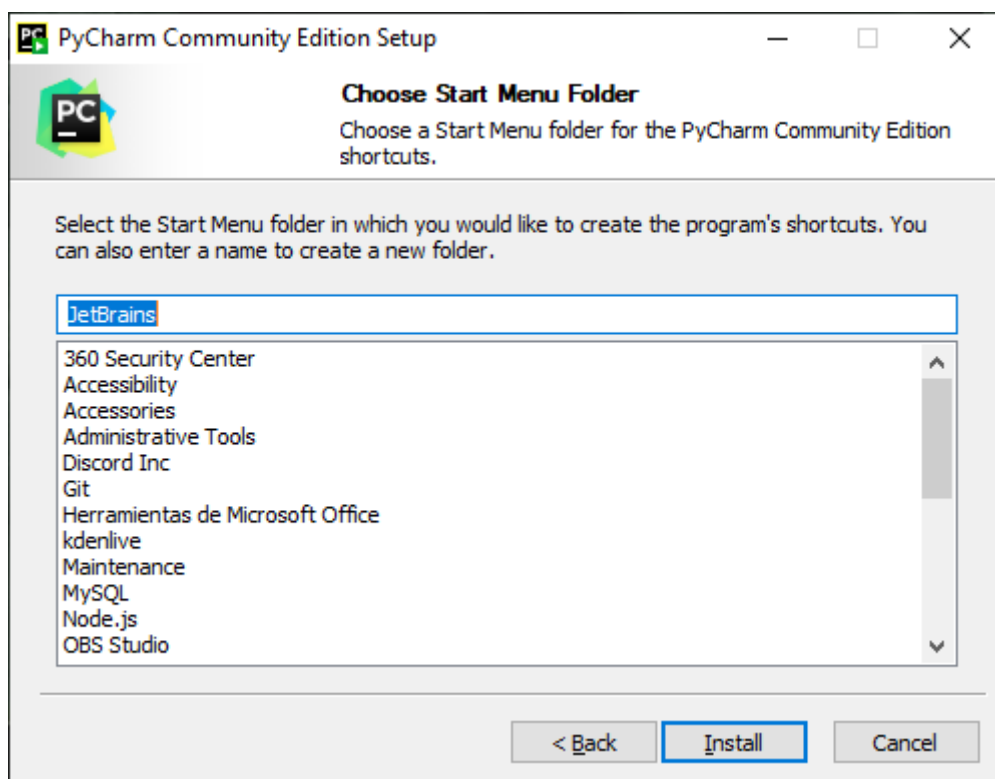 PC PyCharm Community Edition Setup
PC
Choose Start Menu Folder
Choose a Start Menu folder for the PyCharm Community Edition
shortcuts.
Select the Start Menu folder in which you would like to create the program's shortcuts. You
can also enter a name to create a new folder.
JetBrains
360 Security Center
Accessibility
Accessories
Administrative Tools
Discord Inc
Git
Herramientas de Microsoft Office
kdenlive
Maintenance
MySQL
Node.js
OBS Studio
< Back
Install
Cancel